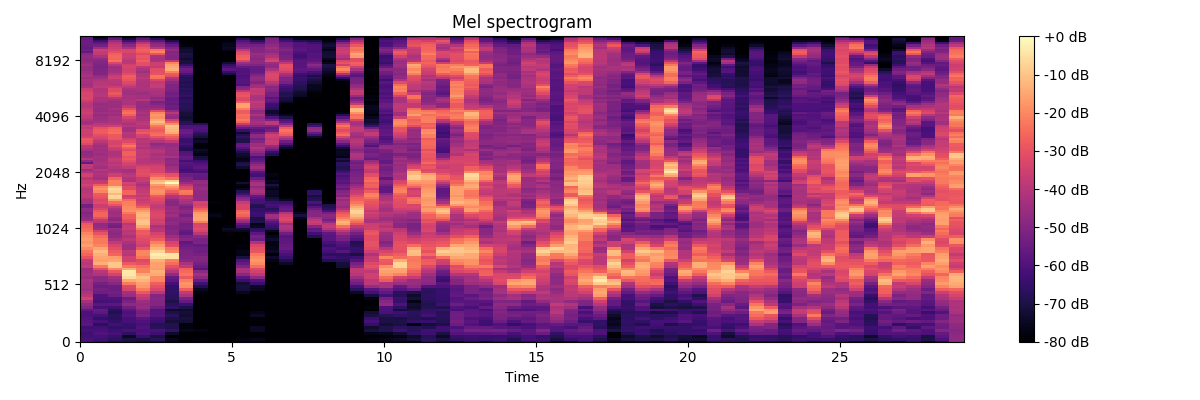 Mel spectrogram
Hz
8192
4096
2048
1024
512
0
0 5 10 15 20 25
Time
+0 dB
-10 dB
-20 dB
-30 dB
-40 dB
-50 dB
-60 dB
-70 dB
-80 dB